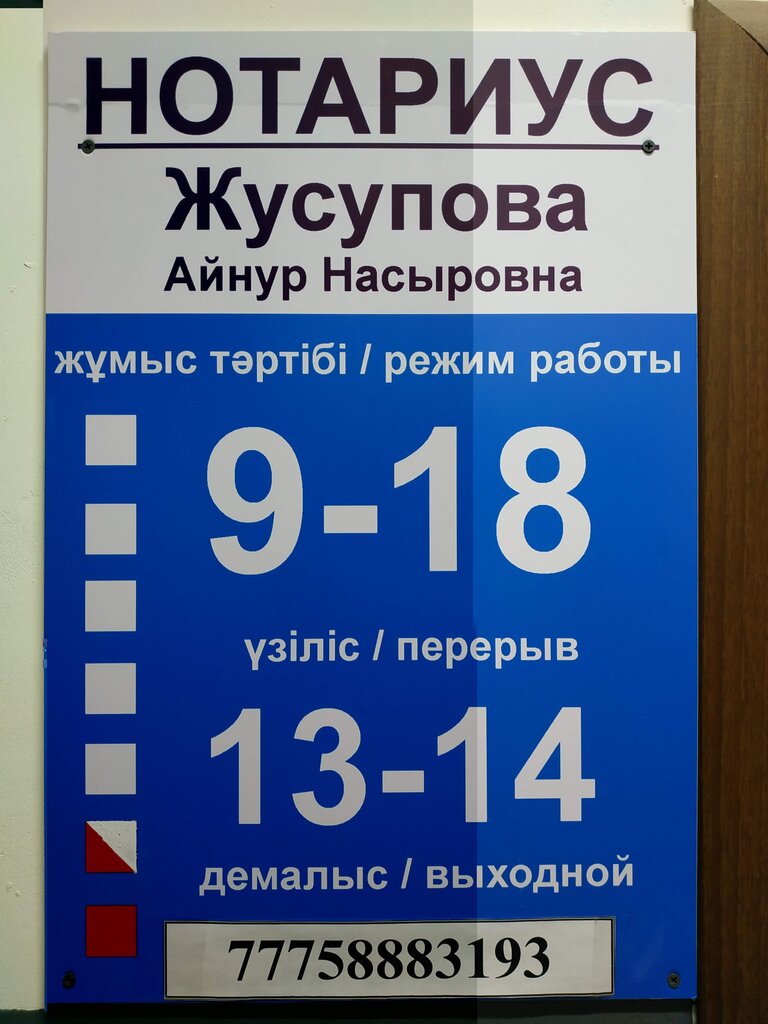 НОТАРИУС
Жусупова
Айнур Насыровна
жұмыс тәртібі / режим работы
9-18
үзіліс / перерыв
13-14
демалыс / выходной
77758883193